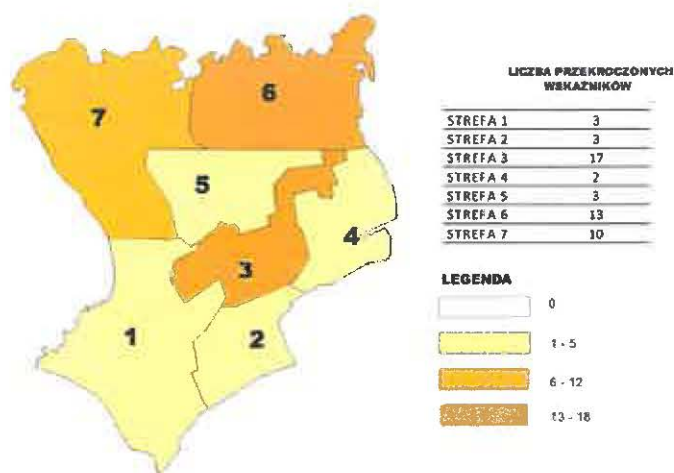 7
6
5
4
3
1
2
LICZBA PRZEKROCZONYCH
WSKAŹNIKÓW
STREFA 1 3
STREFA 2 3
STREFA 3 17
STREFA 4 2
STREFA 5 3
STREFA 6 13
STREFA 7 10
LEGENDA
0
1 - 5
6 - 12
13 - 18